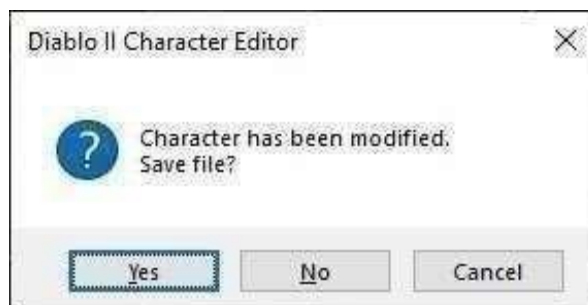 Diablo II Character Editor
Character has been modified.
Save file?
Yes
No
Cancel